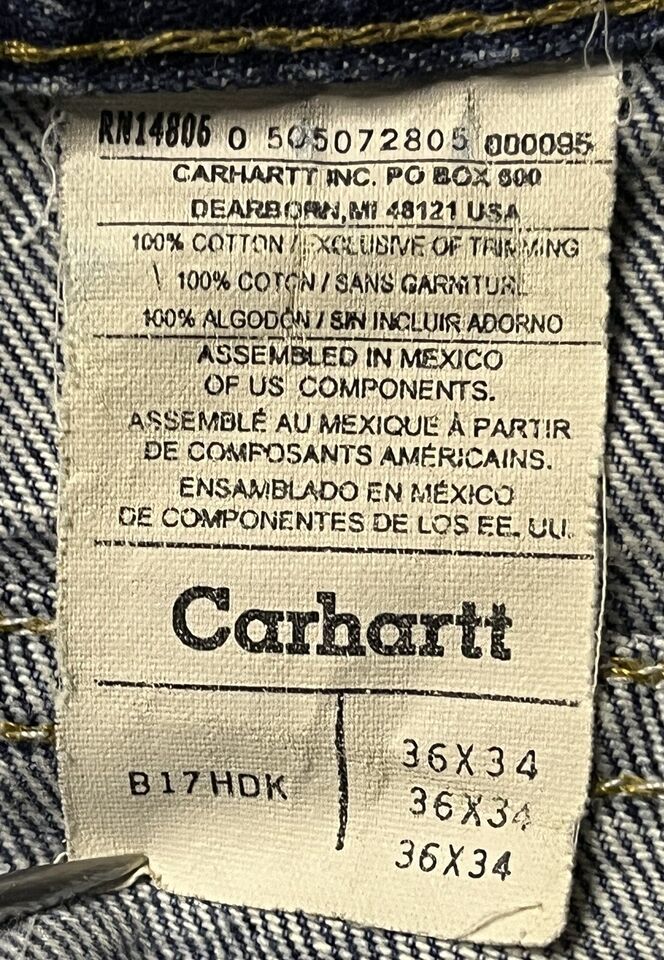 RN14806 0 505072805 000095
CARHARTT INC. PO BOX 600
DEARBORN, MI 48121 USA
100% COTTON / EXCLUSIVE OF TRIMMING
100% COTON / SANS GARNITURE
100% ALGODÓN / SIN INCLUIR ADORNO
ASSEMBLED IN MEXICO
OF US COMPONENTS.
ASSEMBLÉ AU MEXIQUE À PARTIR
DE COMPOSANTS AMÉRICAINS.
ENSAMBLADO EN MÉXICO
DE COMPONENTES DE LOS EE. UU.
Carhartt
B17HDK
36X34
36X34
36X34